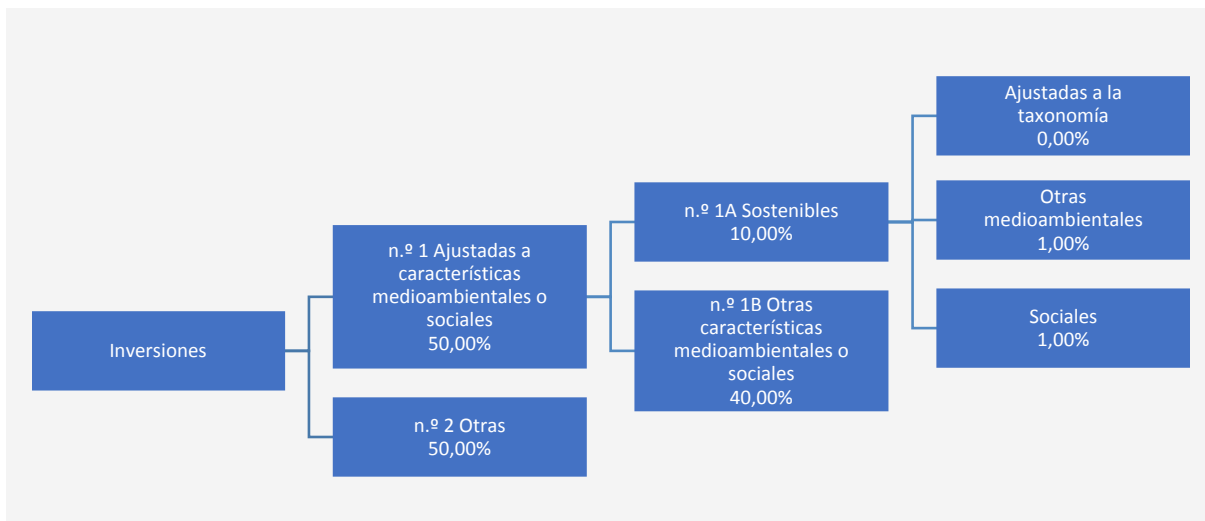 Inversiones
n.º 1 Ajustadas a
características
medioambientales o
sociales
50,00%
n.º 2 Otras
50,00%
n.º 1A Sostenibles
10,00%
n.º 1B Otras
características
medioambientales o
sociales
40,00%
Ajustadas a la
taxonomía
0,00%
Otras
medioambientales
1,00%
Sociales
1,00%